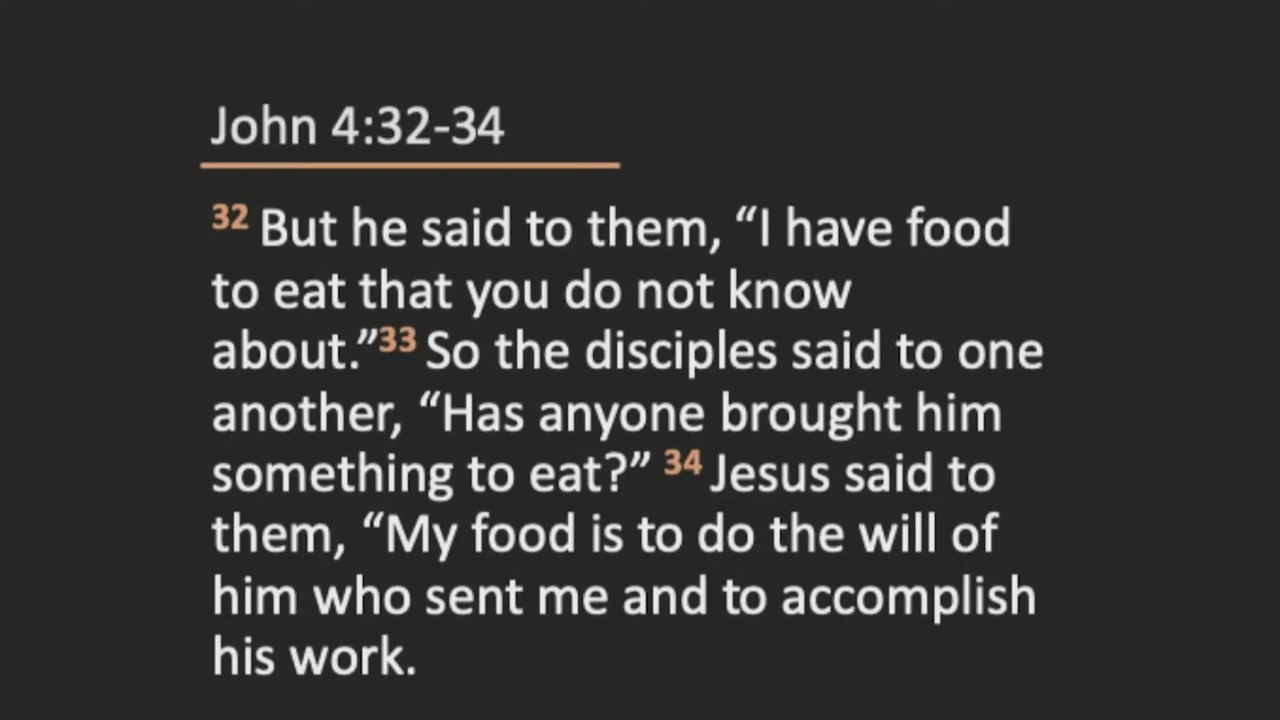 John 4:32-34
32 But he said to them, “I have food
to eat that you do not know
about.”33 So the disciples said to one
another, “Has anyone brought him
something to eat?” 34 Jesus said to
them, “My food is to do the will of
him who sent me and to accomplish
his work.